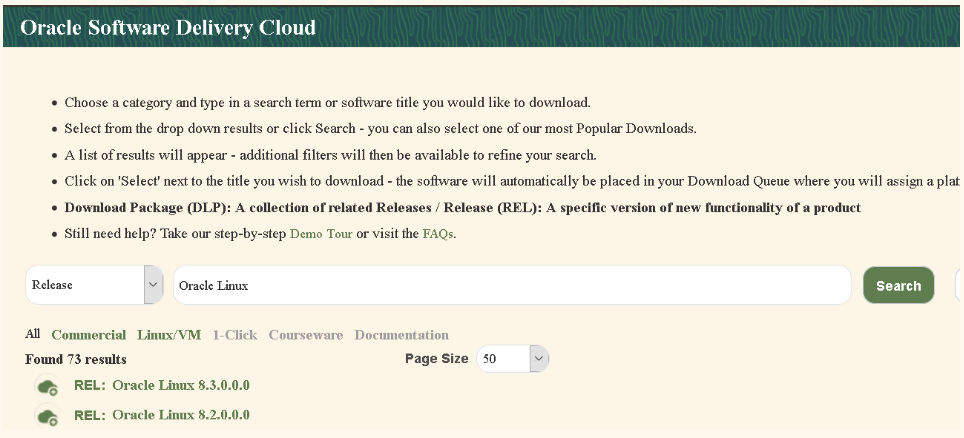 Oracle Software Delivery Cloud
Choose a category and type in a search term or software title you would like to download.
Select from the drop down results or click Search - you can also select one of our most Popular Downloads.
A list of results will appear - additional filters will then be available to refine your search.
Click on 'Select' next to the title you wish to download - the software will automatically be placed in your Download Queue where you will assign a plat
Download Package (DLP): A collection of related Releases / Release (REL): A specific version of new functionality of a product
Still need help? Take our step-by-step Demo Tour or visit the FAQs.
Release Oracle Linux Search
All Commercial Linux/VM 1-Click Courseware Documentation
Found 73 results Page Size 50
REL: Oracle Linux 8.3.0.0.0
REL: Oracle Linux 8.2.0.0.0